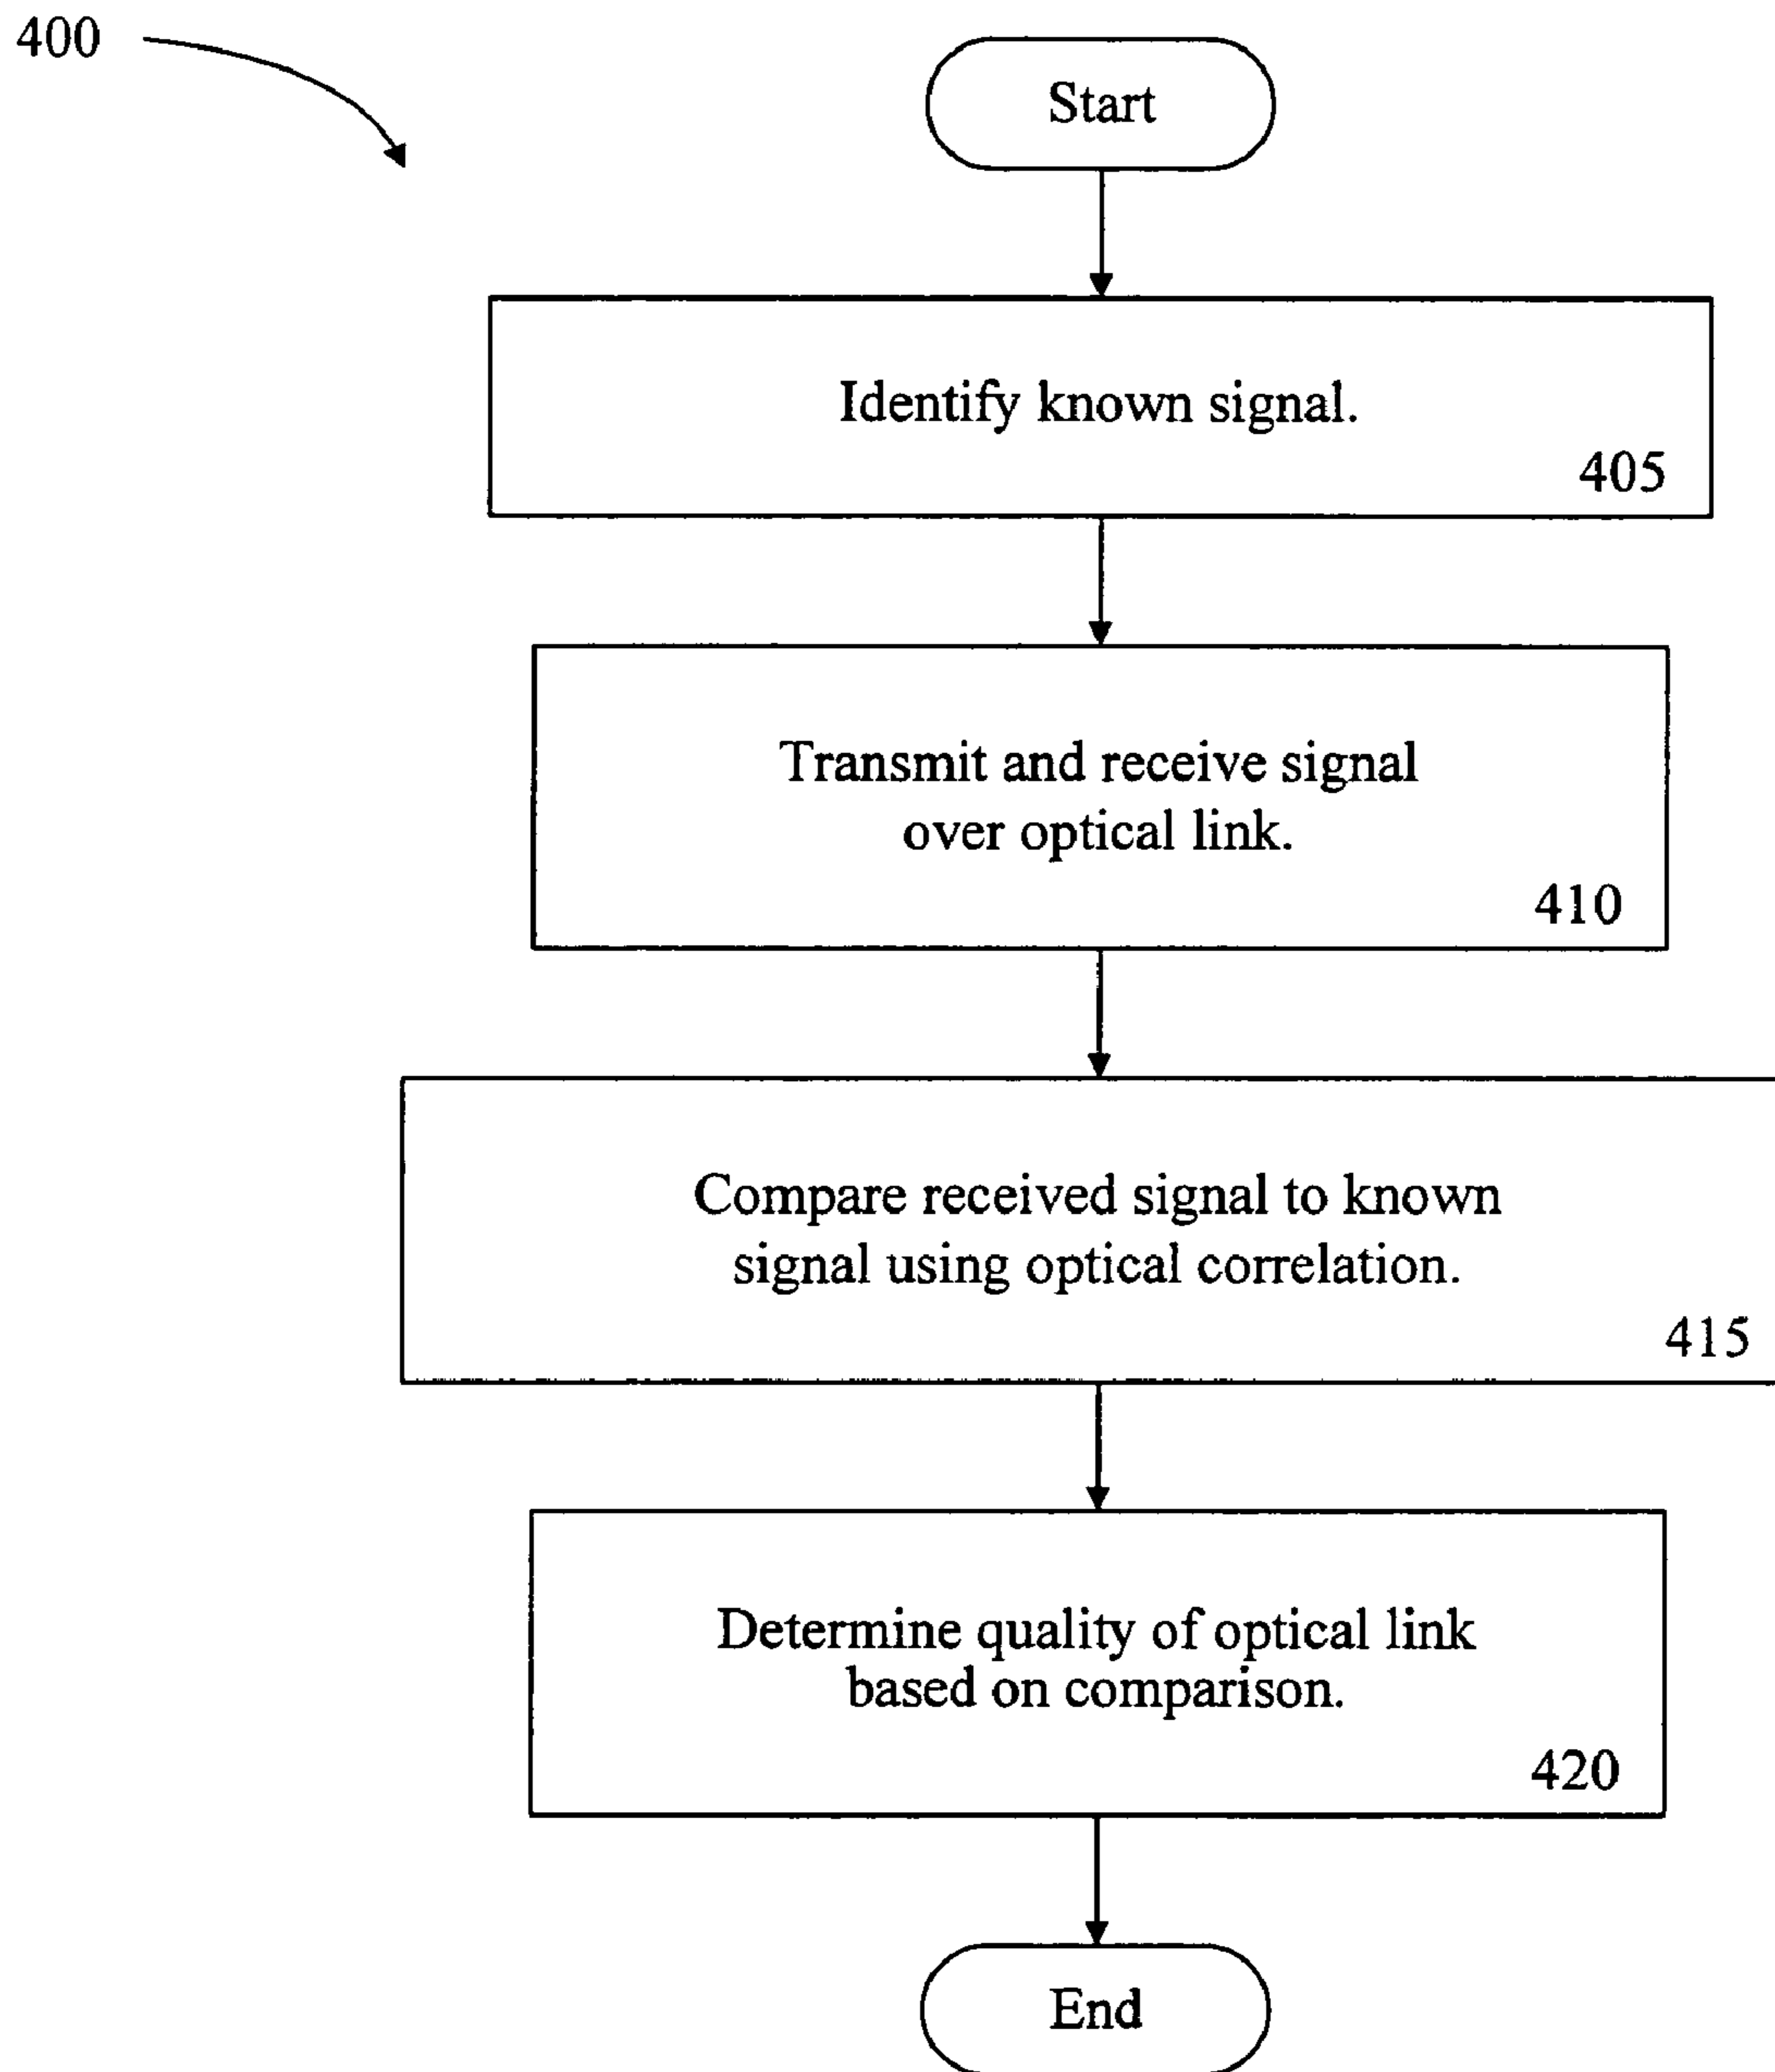 400
Start
Identify known signal.
405
Transmit and receive signal
over optical link.
410
Compare received signal to known
signal using optical correlation.
415
Determine quality of optical link
based on comparison.
420
End